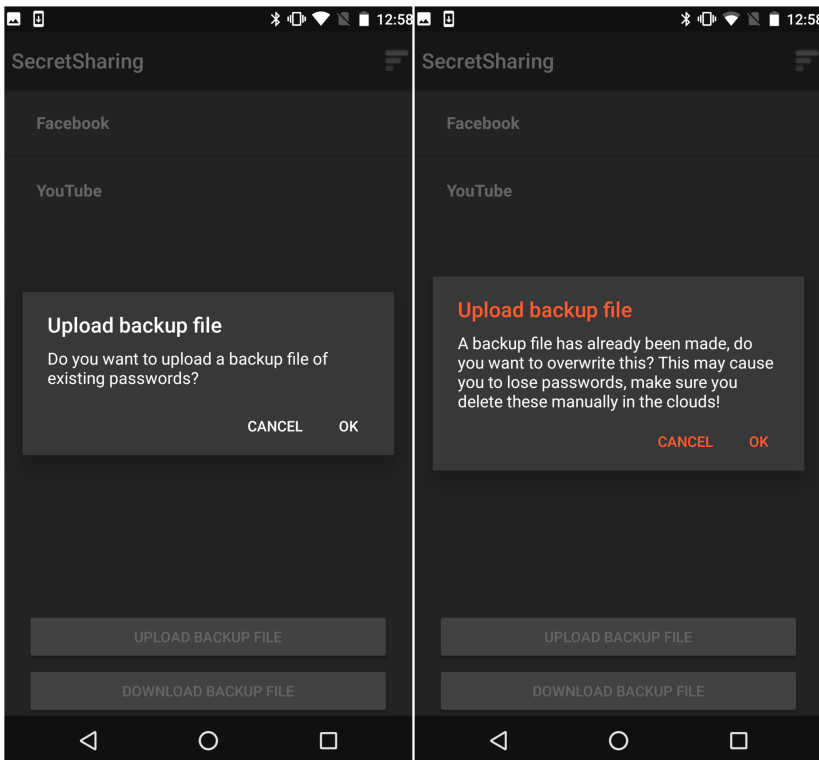 12:58
SecretSharing
Facebook
YouTube
Upload backup file
Do you want to upload a backup file of
existing passwords?
CANCEL OK
UPLOAD BACKUP FILE
DOWNLOAD BACKUP FILE
12:58
SecretSharing
Facebook
YouTube
Upload backup file
A backup file has already been made, do
you want to overwrite this? This may cause
you to lose passwords, make sure you
delete these manually in the clouds!
CANCEL OK
UPLOAD BACKUP FILE
DOWNLOAD BACKUP FILE